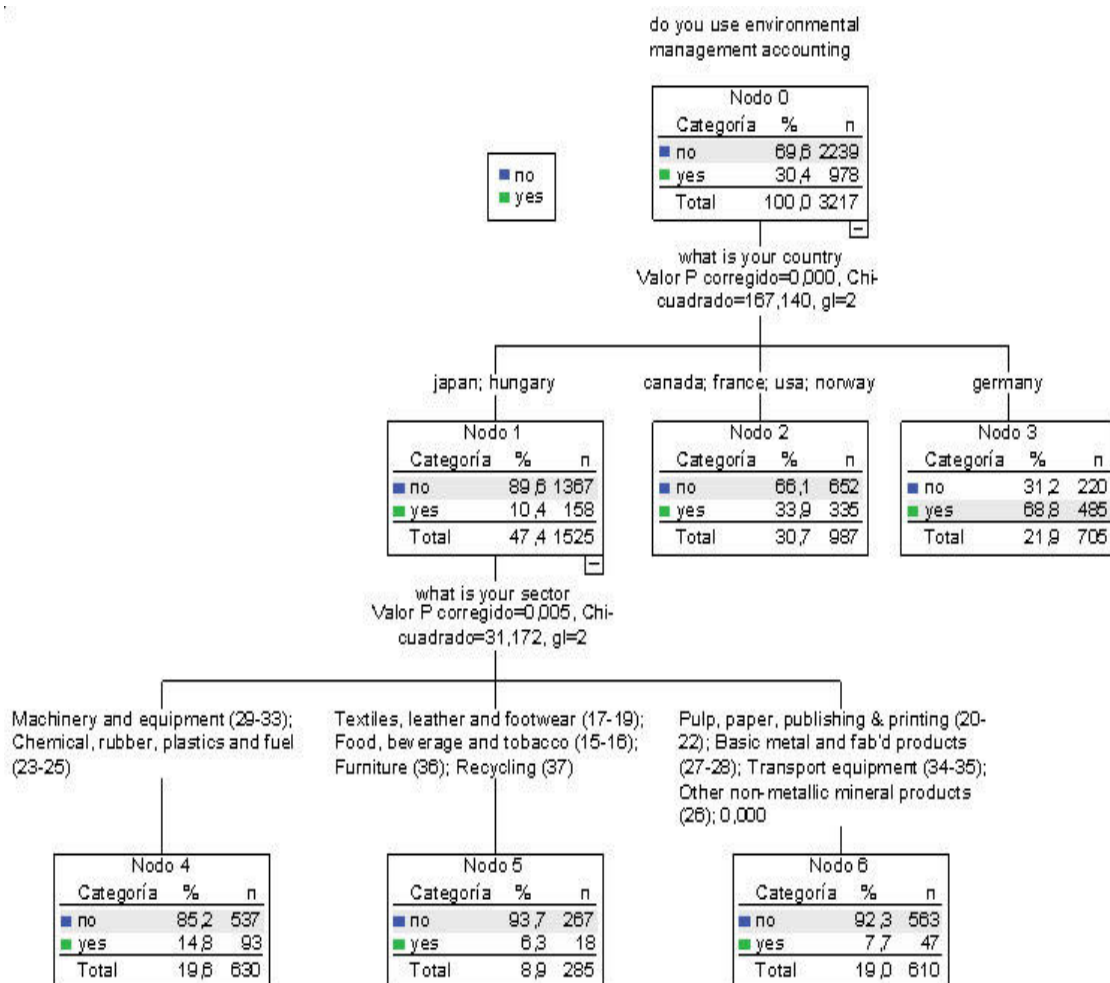 do you use environmental
management accounting
Nodo 0
Categoría % n
no 69,6 2239
yes 30,4 978
Total 100,0 3217
no
yes
what is your country
Valor P corregido=0,000, Chi-
cuadrado=167,140, gl=2
japan; hungary
canada; france; usa; norway
germany
Nodo 1
Categoría % n
no 89,6 1367
yes 10,4 158
Total 47,4 1525
Nodo 2
Categoría % n
no 66,1 652
yes 33,9 335
Total 30,7 987
Nodo 3
Categoría % n
no 31,2 220
yes 68,8 485
Total 21,9 705
what is your sector
Valor P corregido=0,005, Chi-
cuadrado=31,172, gl=2
Machinery and equipment (29-33);
Chemical, rubber, plastics and fuel
(23-25)
Textiles, leather and footwear (17-19);
Food, beverage and tobacco (15-16);
Furniture (36); Recycling (37)
Pulp, paper, publishing & printing (20-
22); Basic metal and fab'd products
(27-28); Transport equipment (34-35);
Other non-metallic mineral products
(26); 0,000
Nodo 4
Categoría % n
no 85,2 537
yes 14,8 93
Total 19,6 630
Nodo 5
Categoría % n
no 93,7 267
yes 6,3 18
Total 8,9 285
Nodo 6
Categoría % n
no 92,3 563
yes 7,7 47
Total 19,0 610